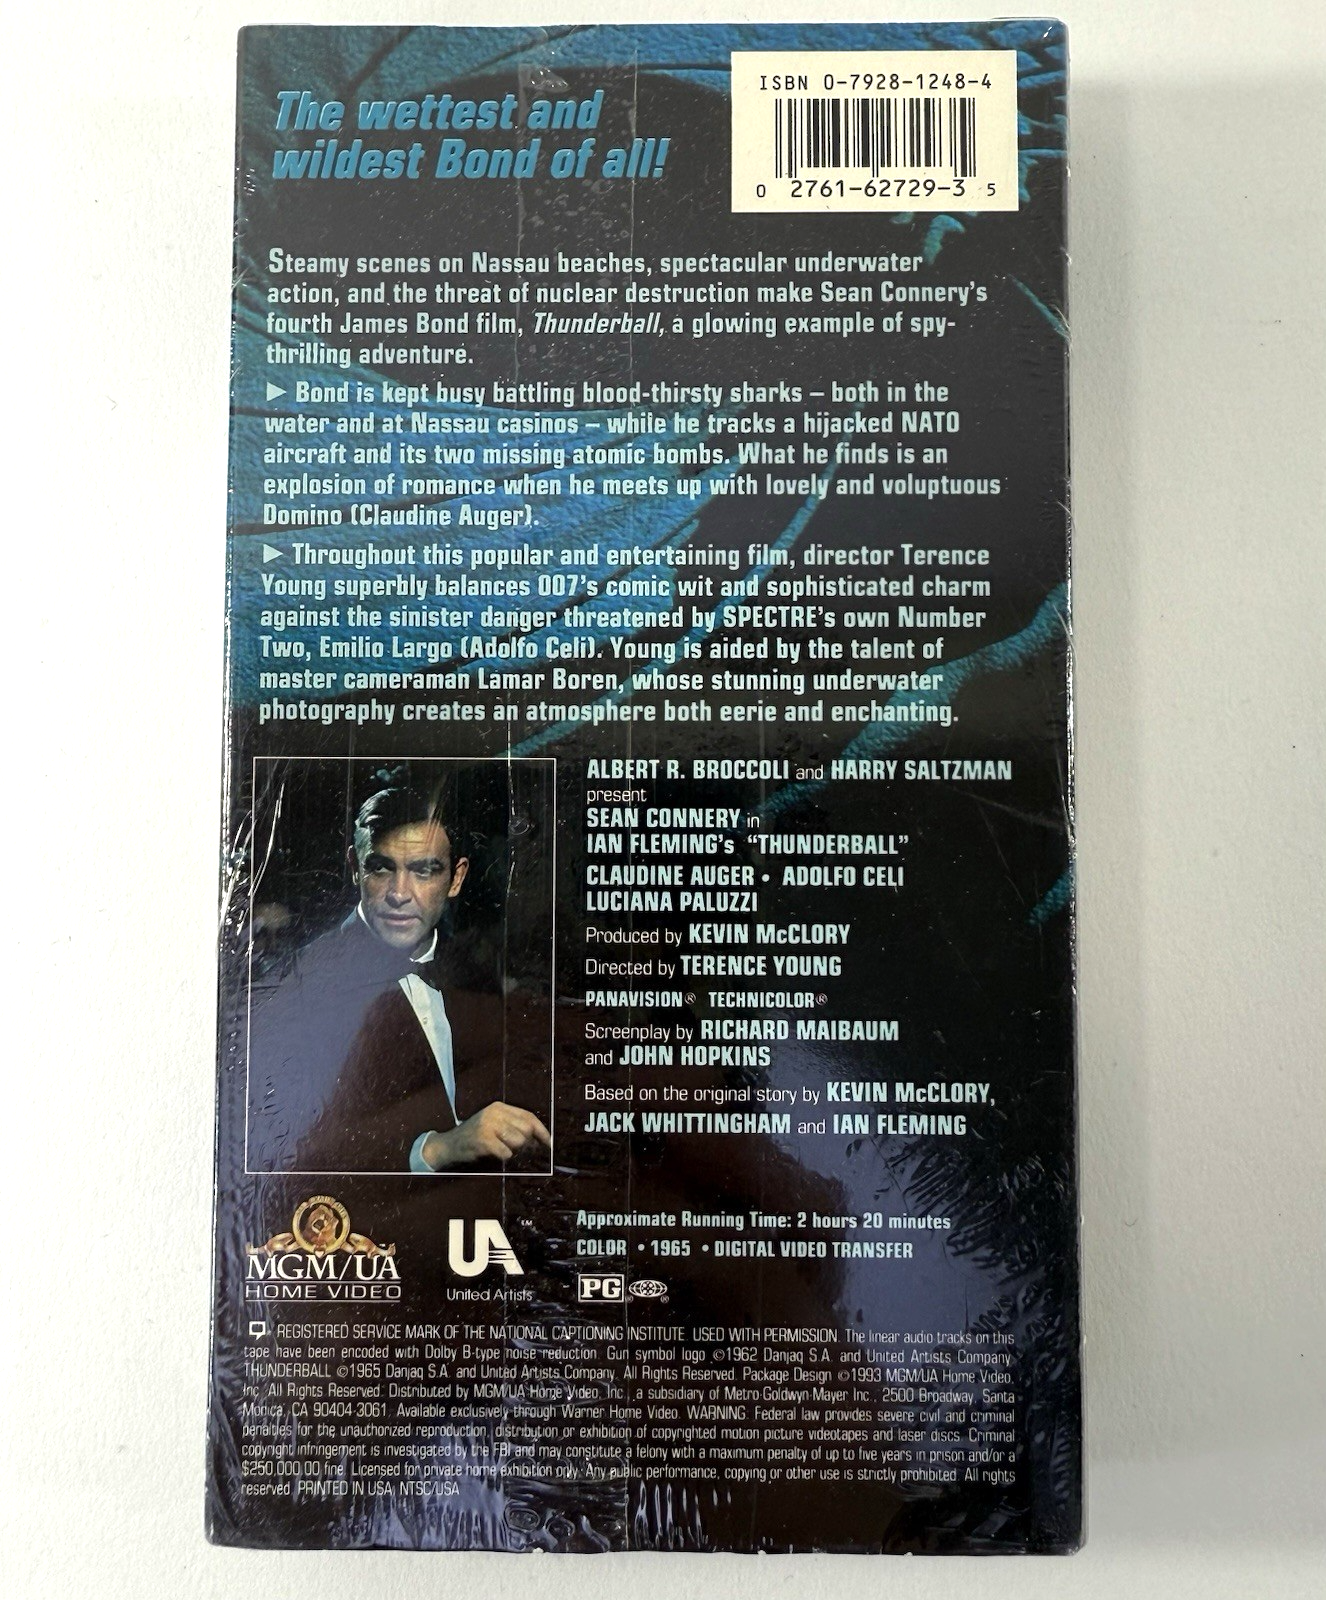 The wettest and
wildest Bond of all!
ISBN 0-7928-1248-4
0 2761-62729-3 5
Steamy scenes on Nassau beaches, spectacular underwater
action, and the threat of nuclear destruction make Sean Connery's
fourth James Bond film, Thunderball, a glowing example of spy-
thrilling adventure.
► Bond is kept busy battling blood-thirsty sharks – both in the
water and at Nassau casinos – while he tracks a hijacked NATO
aircraft and its two missing atomic bombs. What he finds is an
explosion of romance when he meets up with lovely and voluptuous
Domino (Claudine Auger).
► Throughout this popular and entertaining film, director Terence
Young superbly balances 007's comic wit and sophisticated charm
against the sinister danger threatened by SPECTRE's own Number
Two, Emilio Largo (Adolfo Celi). Young is aided by the talent of
master cameraman Lamar Boren, whose stunning underwater
photography creates an atmosphere both eerie and enchanting.
ALBERT R. BROCCOLI and HARRY SALTZMAN
present
SEAN CONNERY in
IAN FLEMING's "THUNDERBALL"
CLAUDINE AUGER • ADOLFO CELI
LUCIANA PALUZZI
Produced by KEVIN McCLORY
Directed by TERENCE YOUNG
PANAVISION® TECHNICOLOR®
Screenplay by RICHARD MAIBAUM
and JOHN HOPKINS
Based on the original story by KEVIN McCLORY,
JACK WHITTINGHAM and IAN FLEMING
MGM/UA
HOME VIDEO
UA™
United Artists
Approximate Running Time: 2 hours 20 minutes
COLOR • 1965 • DIGITAL VIDEO TRANSFER
PG ® ®
REGISTERED SERVICE MARK OF THE NATIONAL CAPTIONING INSTITUTE. USED WITH PERMISSION. The linear audio tracks on this
tape have been encoded with Dolby B-type noise reduction. Gun symbol logo ©1962 Danjaq S.A. and United Artists Company
THUNDERBALL ©1965 Danjaq S.A. and United Artists Company. All Rights Reserved. Package Design ©1993 MGM/UA Home Video,
Inc. All Rights Reserved. Distributed by MGM/UA Home Video, Inc., a subsidiary of Metro-Goldwyn-Mayer Inc., 2500 Broadway, Santa
Monica, CA 90404-3061. Available exclusively through Warner Home Video. WARNING: Federal law provides severe civil and criminal
penalties for the unauthorized reproduction, distribution or exhibition of copyrighted motion picture videotapes and laser discs. Criminal
copyright infringement is investigated by the FBI and may constitute a felony with a maximum penalty of up to five years in prison and/or a
$250,000.00 fine. Licensed for private home exhibition only. Any public performance, copying or other use is strictly prohibited. All rights
reserved. PRINTED IN USA, NTSC/USA